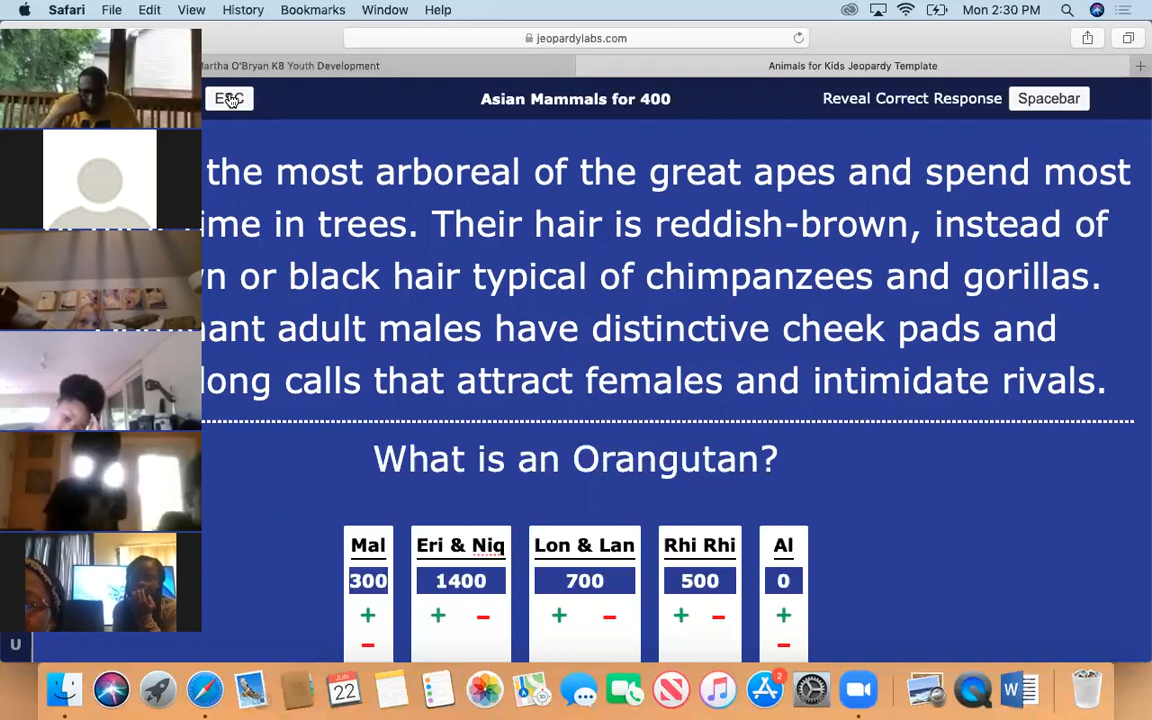 Safari File Edit View History Bookmarks Window Help Mon 2:30 PM
jeopardylabs.com
Martha O'Bryan K8 Youth Development Animals for Kids Jeopardy Template
ESC Asian Mammals for 400 Reveal Correct Response Spacebar
the most arboreal of the great apes and spend most
time in trees. Their hair is reddish-brown, instead of
or black hair typical of chimpanzees and gorillas.
adult males have distinctive cheek pads and
long calls that attract females and intimidate rivals.
What is an Orangutan?
Mal Eri & Niq Lon & Lan Rhi Rhi Al
300 1400 700 500 0
+ + - + - + - +
- -
U
JUN
22
2
W